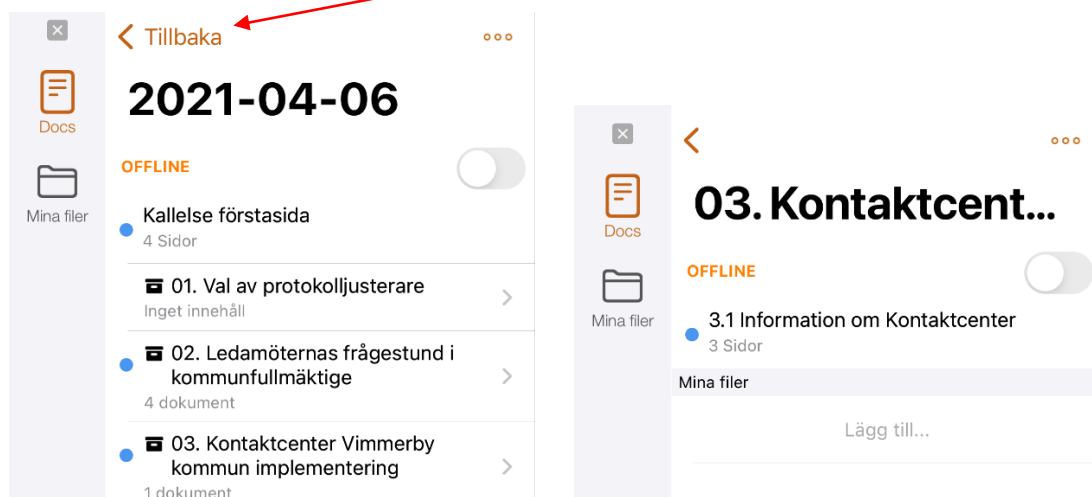 Tillbaka
Docs
Mina filer
2021-04-06
OFFLINE
Kallelse förstasida
4 Sidor
01. Val av protokolljusterare
Inget innehåll
02. Ledamöternas frågestund i
kommunfullmäktige
4 dokument
03. Kontaktcenter Vimmerby
kommun implementering
1 dokument
Docs
Mina filer
03. Kontaktcent...
OFFLINE
3.1 Information om Kontaktcenter
3 Sidor
Mina filer
Lägg till...